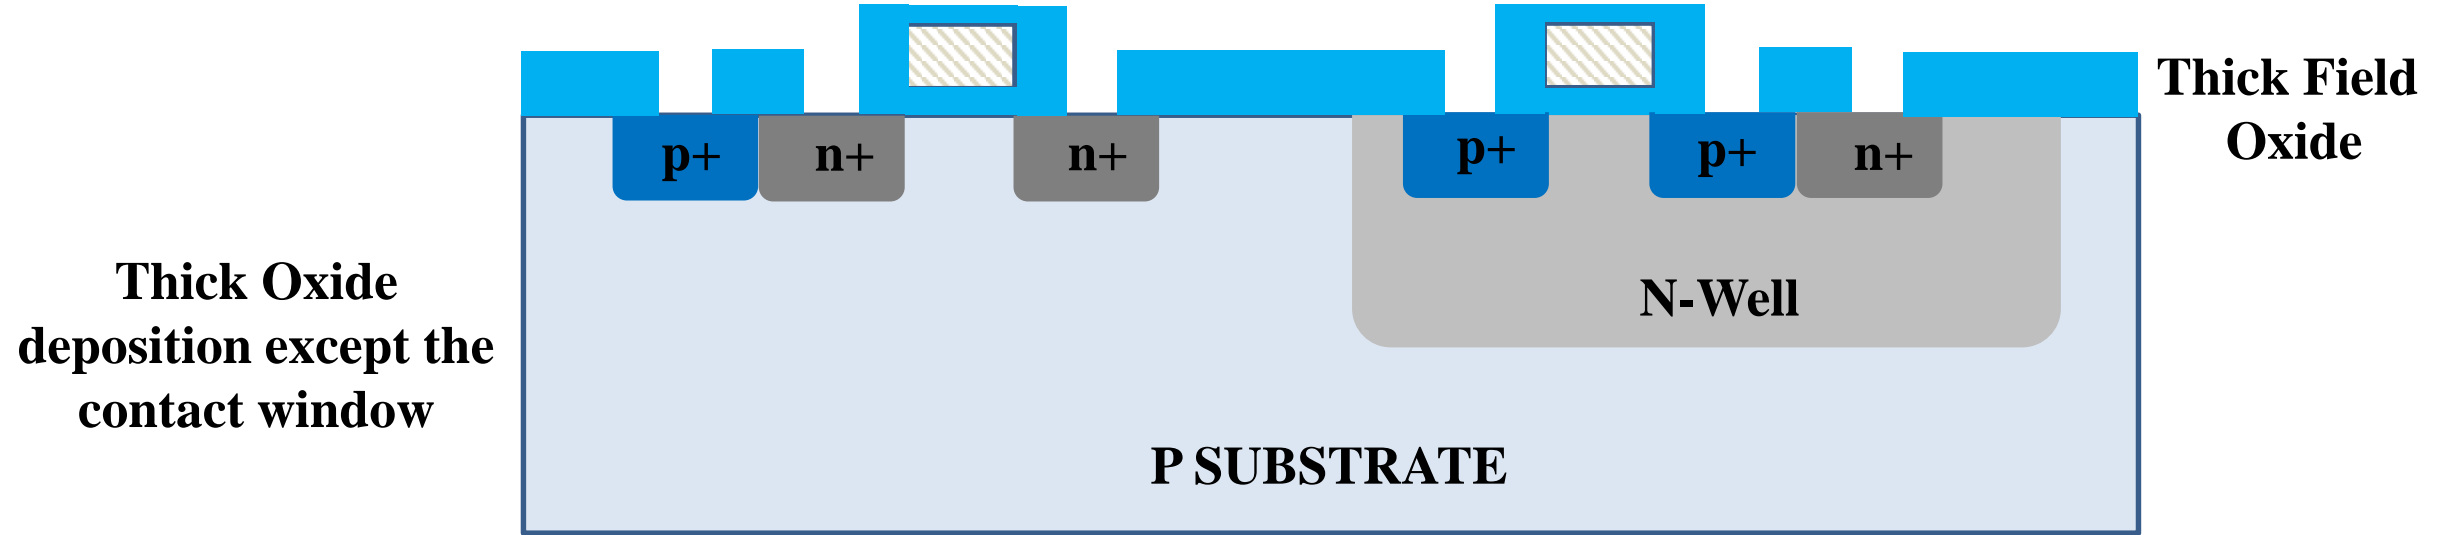 Thick Field
Oxide
p+
n+
n+
p+
p+
n+
Thick Oxide
deposition except the
contact window
N-Well
P SUBSTRATE